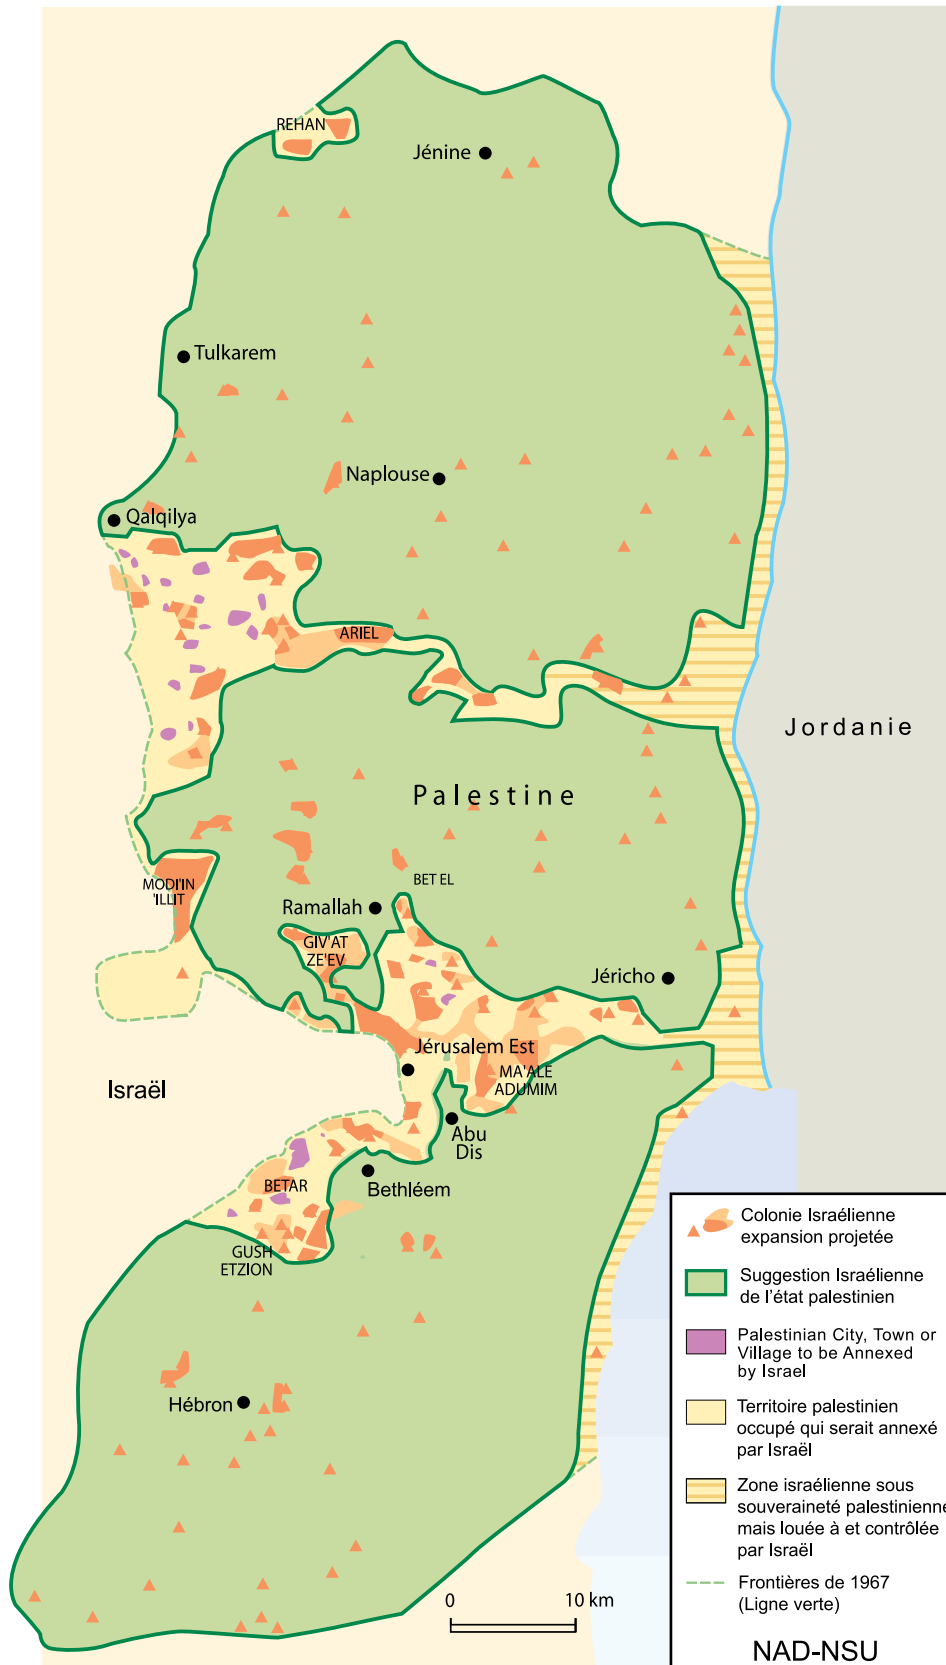 REHAN
Jénine
Tulkarem
Naplouse
Qalqilya
ARIEL
Jordanie
Palestine
MODI'IN
'ILLIT
BET EL
Ramallah
GIV'AT
ZE'EV
Jéricho
Jérusalem Est
MA'ALE
ADUMIM
Israël
Abu
Dis
BETAR
Bethléem
GUSH
ETZION
Hébron
0 10 km
Colonie Israélienne
expansion projetée
Suggestion Israélienne
de l'état palestinien
Palestinian City, Town or
Village to be Annexed
by Israel
Territoire palestinien
occupé qui serait annexé
par Israël
Zone israélienne sous
souveraineté palestinienne
mais louée à et contrôlée
par Israël
Frontières de 1967
(Ligne verte)
NAD-NSU